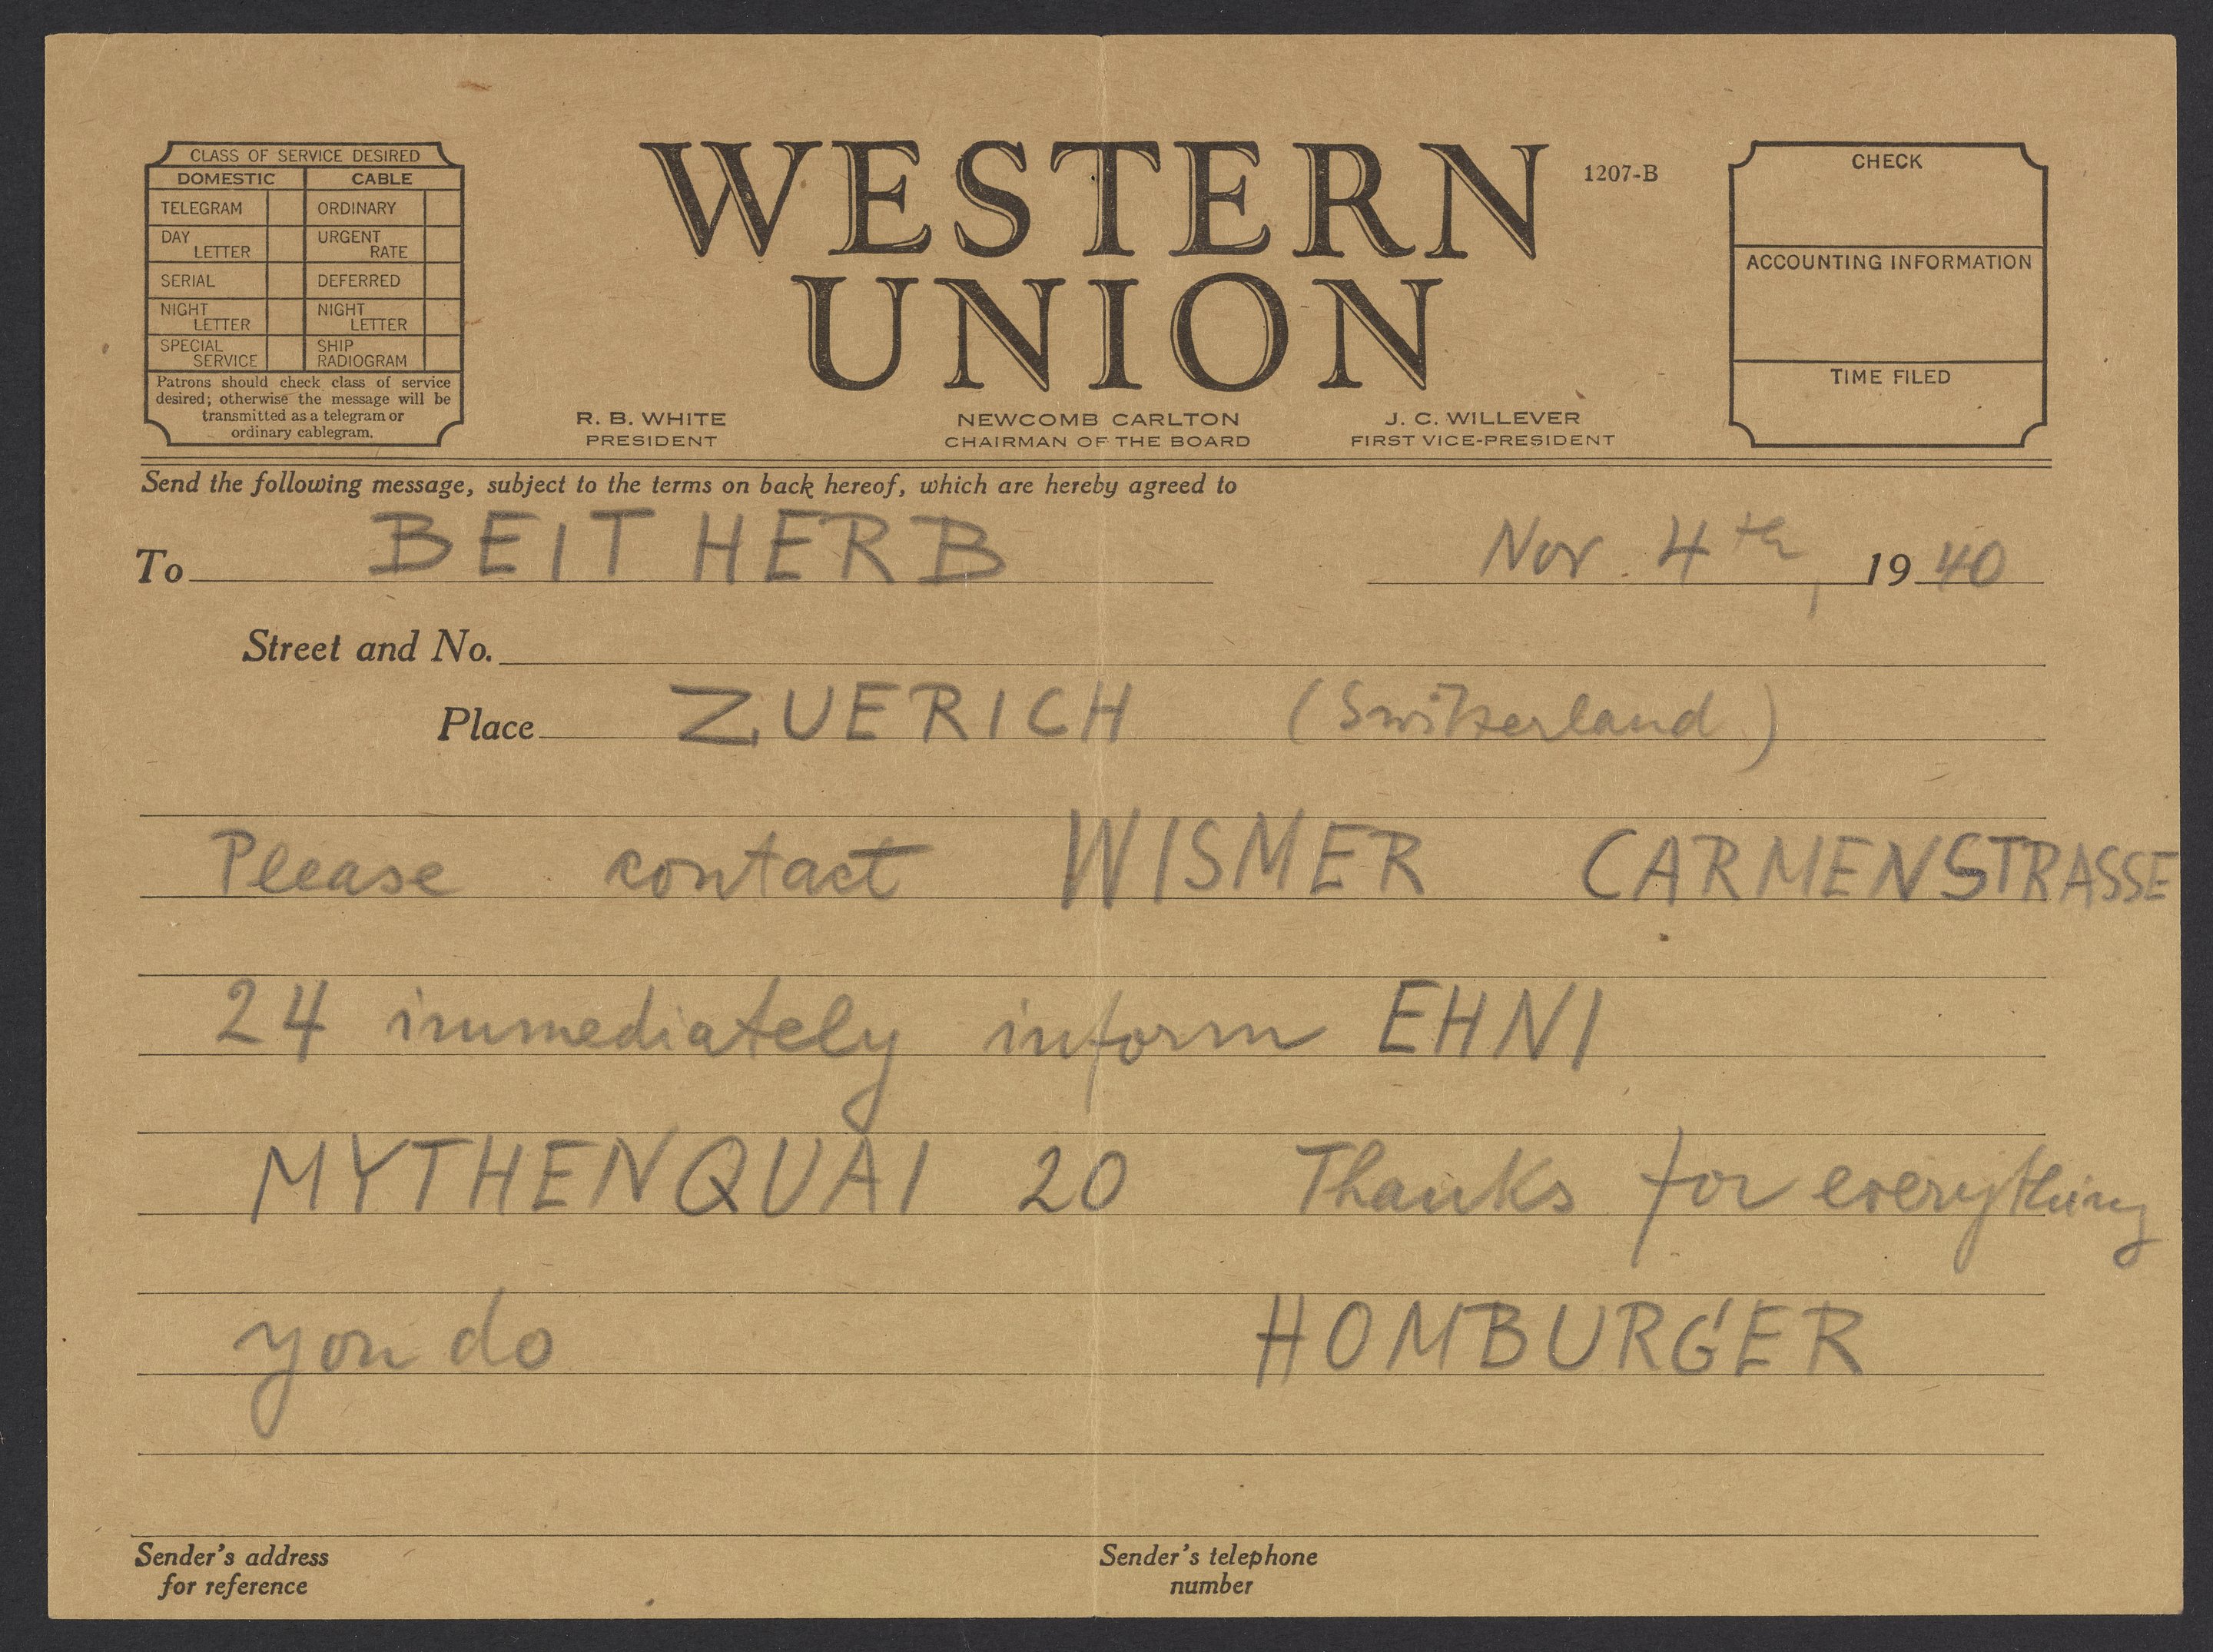 CLASS OF SERVICE DESIRED
DOMESTIC CABLE
TELEGRAM ORDINARY
DAY LETTER URGENT RATE
SERIAL DEFERRED
NIGHT LETTER NIGHT LETTER
SPECIAL SERVICE SHIP RADIOGRAM
Patrons should check class of service
desired; otherwise the message will be
transmitted as a telegram or
ordinary cablegram.
WESTERN
UNION
1207-B
CHECK
ACCOUNTING INFORMATION
TIME FILED
R. B. WHITE
PRESIDENT
NEWCOMB CARLTON
CHAIRMAN OF THE BOARD
J. C. WILLEVER
FIRST VICE-PRESIDENT
Send the following message, subject to the terms on back hereof, which are hereby agreed to
To BEITHERB Nov. 4th, 1940
Street and No.
Place ZUERICH (Switzerland)
Please contact WISMER CARMENSTRASSE
24 immediately inform EHNI
MYTHENQUAI 20 Thanks for everything
you do HOMBURGER
Sender's address
for reference
Sender's telephone
number